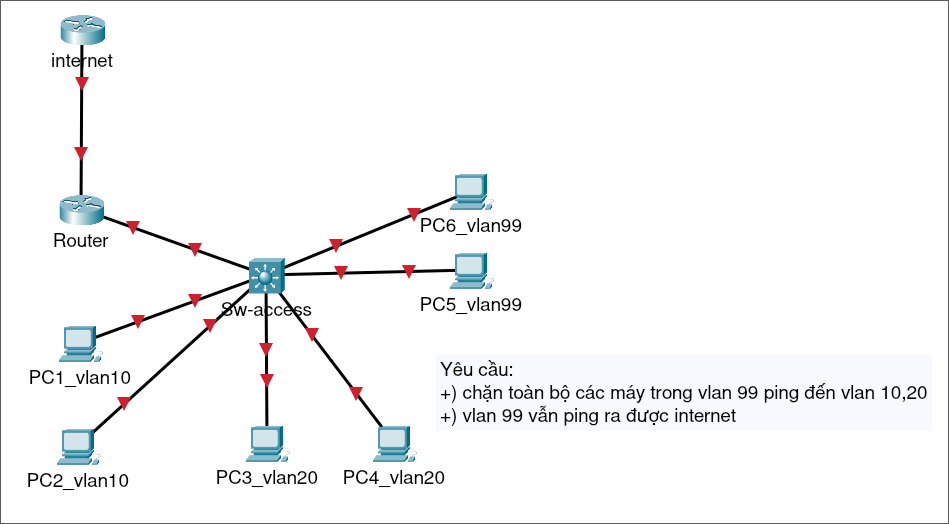 internet
Router
PC6_vlan99
PC5_vlan99
Sw-access
PC1_vlan10
PC2_vlan10
PC3_vlan20
PC4_vlan20
Yêu cầu:
+) chặn toàn bộ các máy trong vlan 99 ping đến vlan 10,20
+) vlan 99 vẫn ping ra được internet